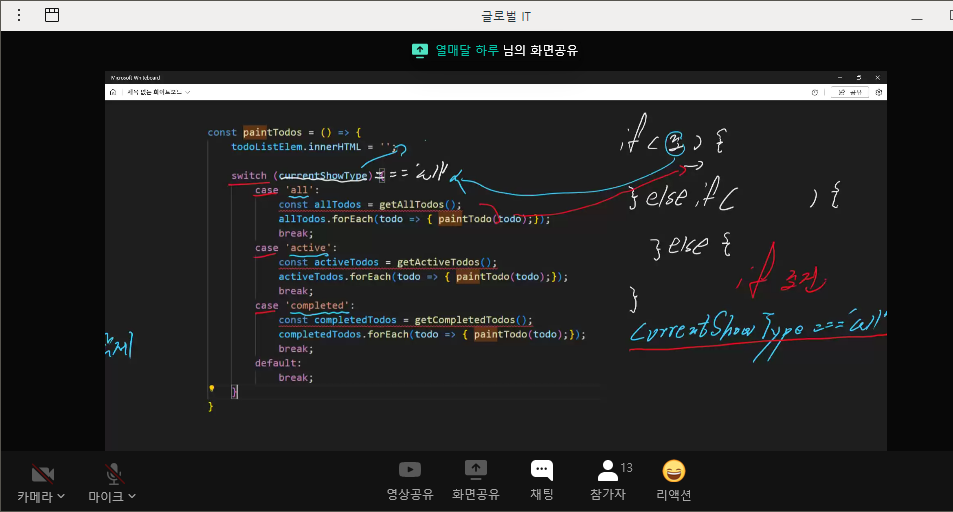 글로벌 IT
열매달 하루 님의 화면공유
Microsoft Whiteboard
제목 없는 화이트보드
공유
const paintTodos = () => {
todoListElem.innerHTML = '';
switch (currentShowType) {
=== 'all'
case 'all':
const allTodos = getAllTodos();
allTodos.forEach(todo => { paintTodo(todo);});
break;
case 'active':
const activeTodos = getActiveTodos();
activeTodos.forEach(todo => { paintTodo(todo);});
break;
case 'completed':
const completedTodos = getCompletedTodos();
completedTodos.forEach(todo => { paintTodo(todo);});
break;
default:
break;
}
}
if ( 조 ) {
} else if ( ) {
} else {
}
if 조건
currentShowType === 'all'
카메라
마이크
영상공유
화면공유
채팅
참가자 13
리액션